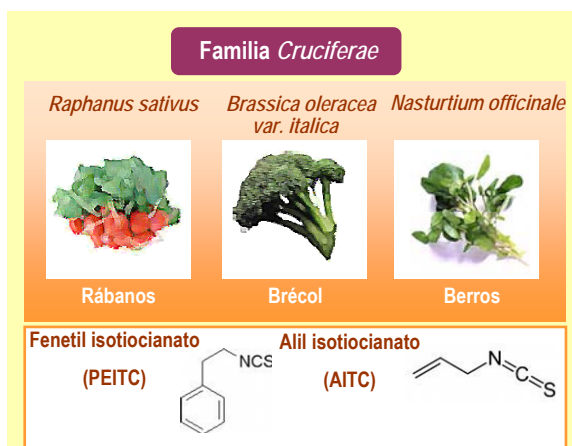 Familia Cruciferae
Raphanus sativus
Brassica oleracea
var. italica
Nasturtium officinale
Rábanos
Brécol
Berros
Fenetil isotiocianato
(PEITC)
NCS
Alil isotiocianato
(AITC)
N
C
S